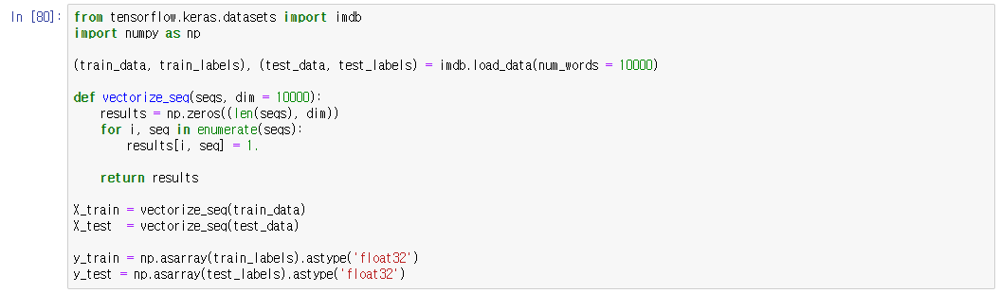 In [80]:
from tensorflow.keras.datasets import imdb
import numpy as np
(train_data, train_labels), (test_data, test_labels) = imdb.load_data(num_words = 10000)
def vectorize_seq(seqs, dim = 10000):
    results = np.zeros((len(seqs), dim))
    for i, seq in enumerate(seqs):
        results[i, seq] = 1.
    return results
X_train = vectorize_seq(train_data)
X_test  = vectorize_seq(test_data)
y_train = np.asarray(train_labels).astype('float32')
y_test = np.asarray(test_labels).astype('float32')